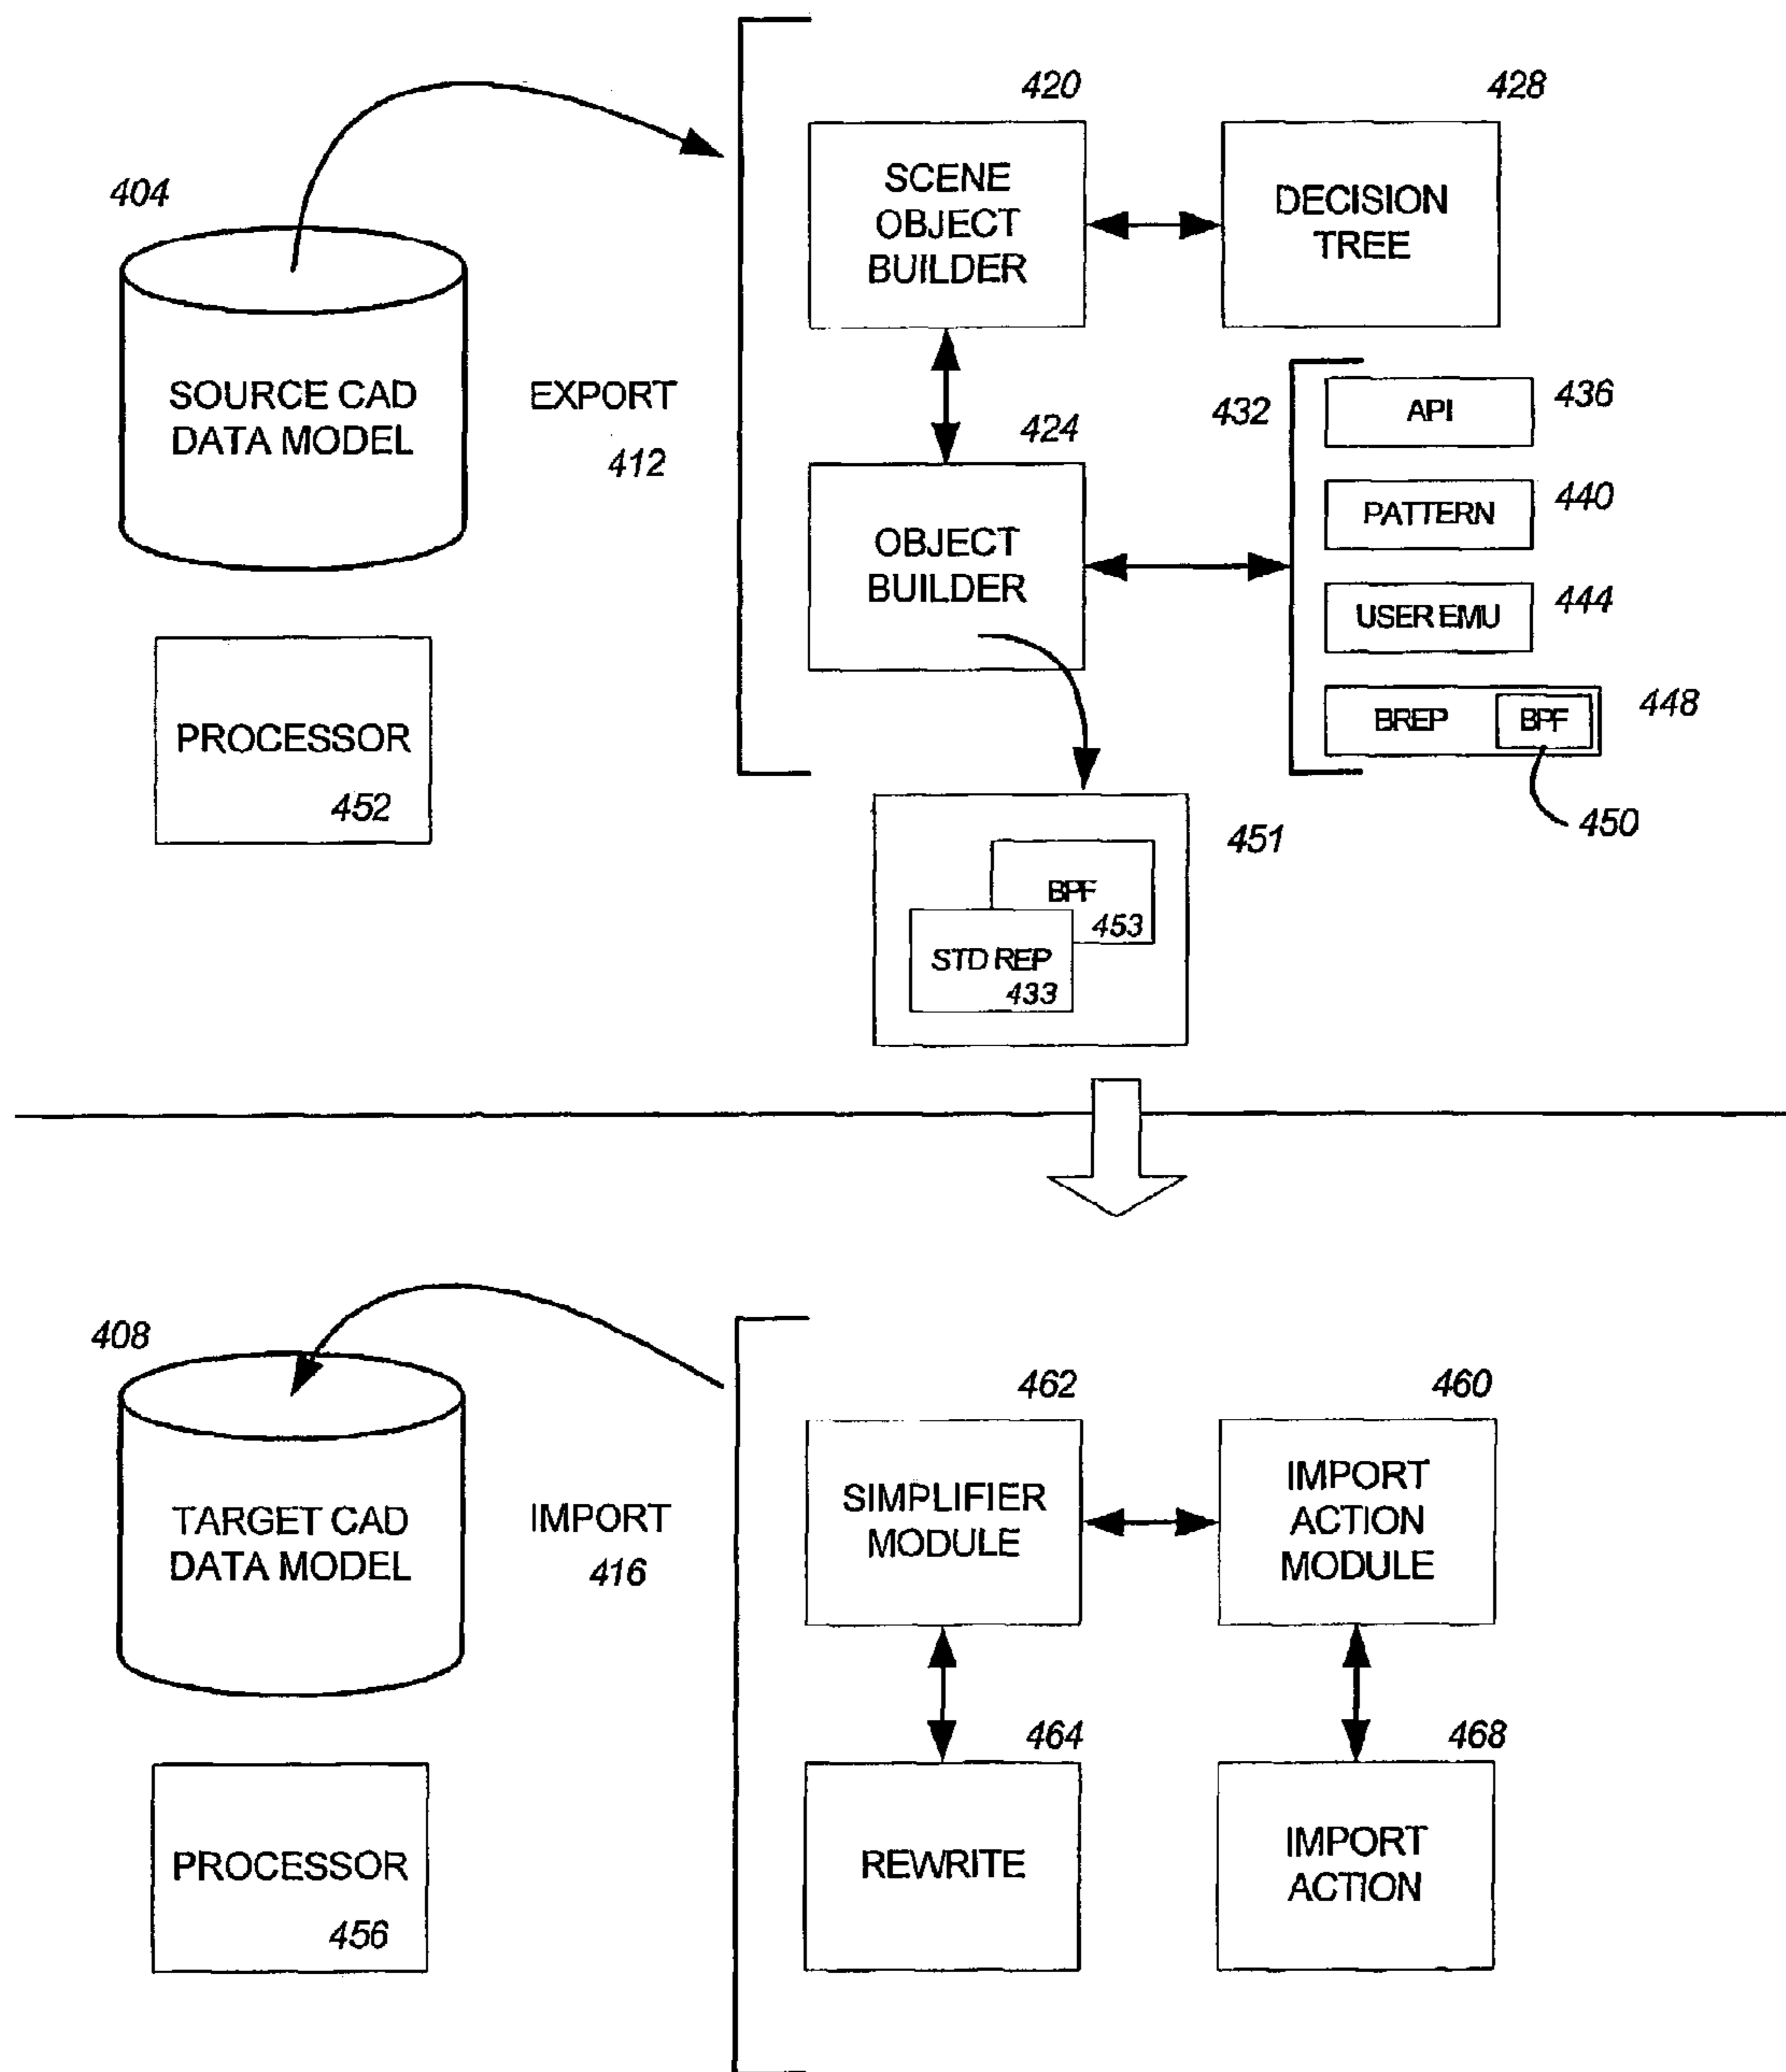 420
428
404
SCENE
OBJECT
BUILDER
DECISION
TREE
SOURCE CAD
DATA MODEL
EXPORT
412
424
432
API
436
PATTERN
440
OBJECT
BUILDER
USER EMU
444
PROCESSOR
452
BREP
BPF
448
450
451
BPF
453
STD REP
433
408
462
460
TARGET CAD
DATA MODEL
IMPORT
416
SIMPLIFIER
MODULE
IMPORT
ACTION
MODULE
464
468
PROCESSOR
456
REWRITE
IMPORT
ACTION